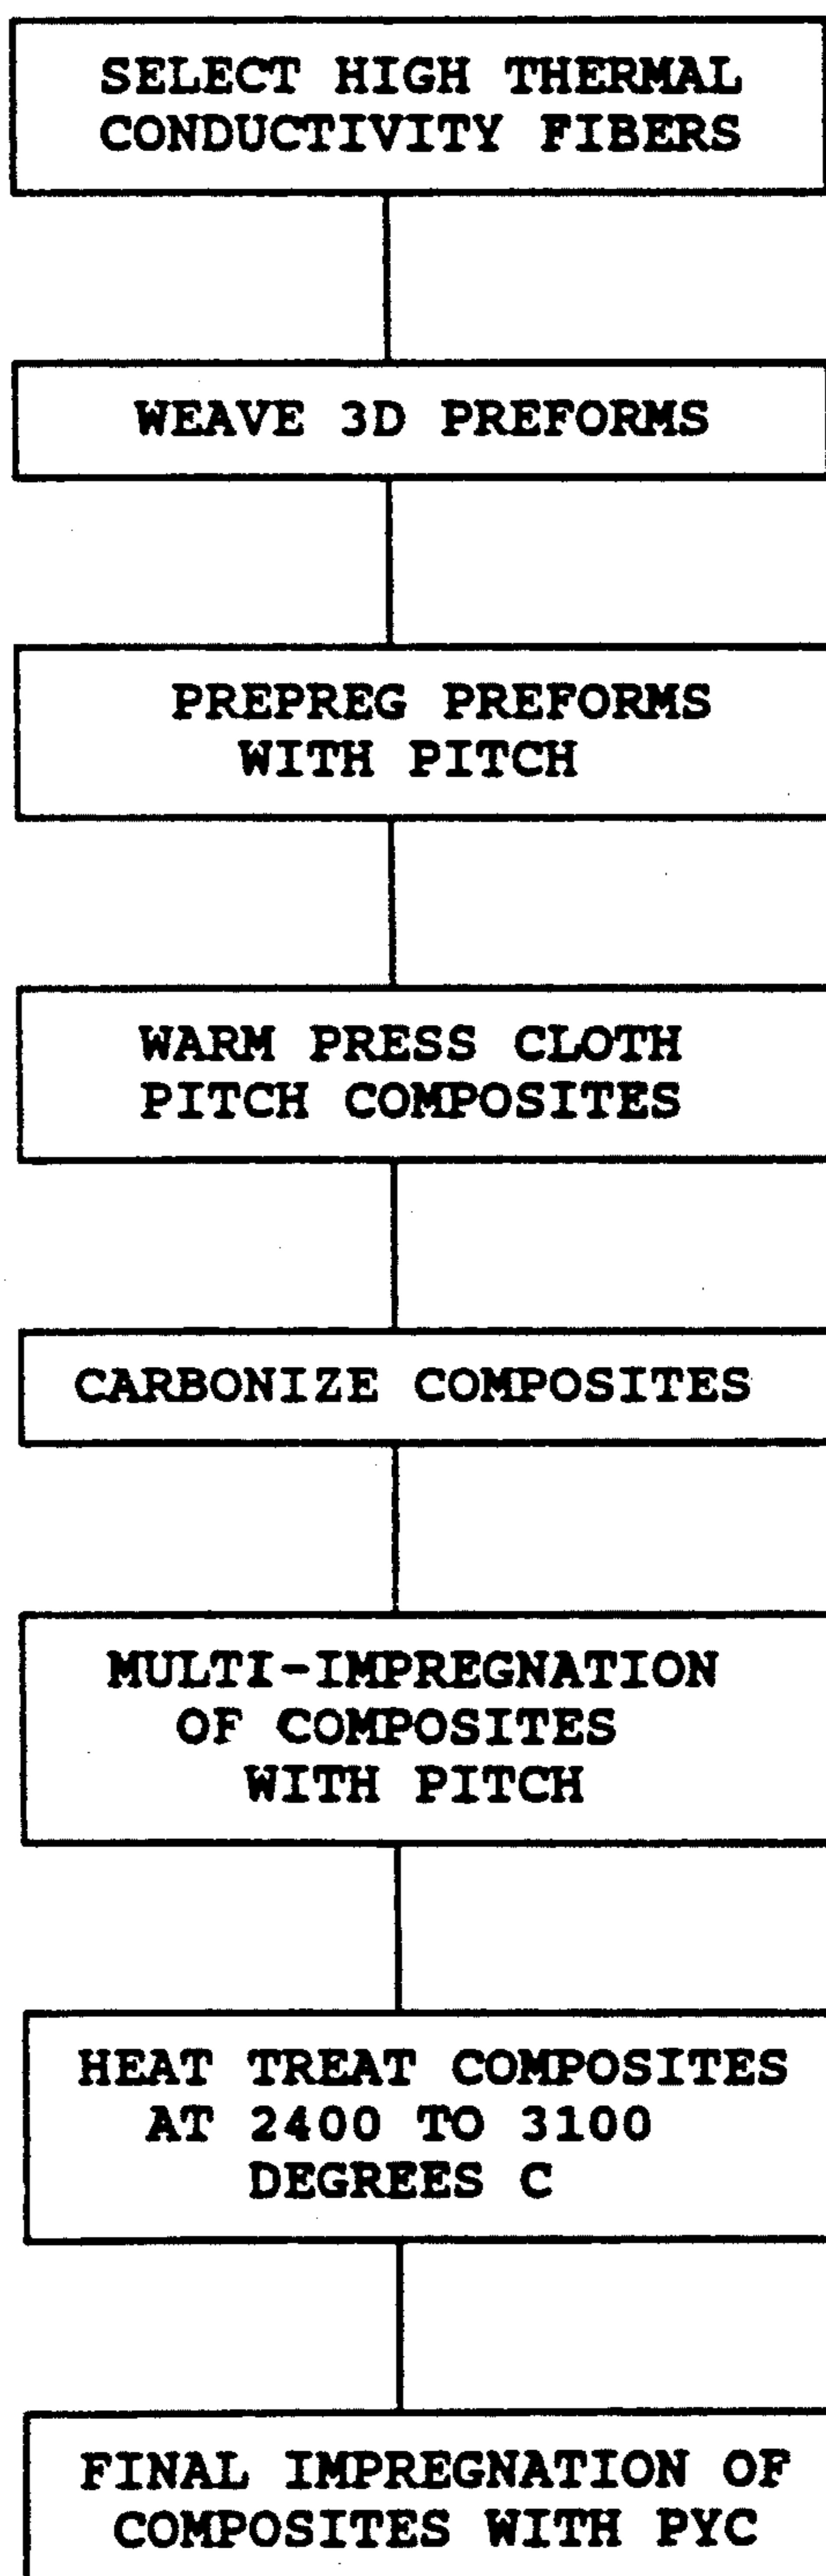 SELECT HIGH THERMAL
CONDUCTIVITY FIBERS
WEAVE 3D PREFORMS
PREPREG PREFORMS
WITH PITCH
WARM PRESS CLOTH
PITCH COMPOSITES
CARBONIZE COMPOSITES
MULTI-IMPREGNATION
OF COMPOSITES
WITH PITCH
HEAT TREAT COMPOSITES
AT 2400 TO 3100
DEGREES C
FINAL IMPREGNATION OF
COMPOSITES WITH PYC